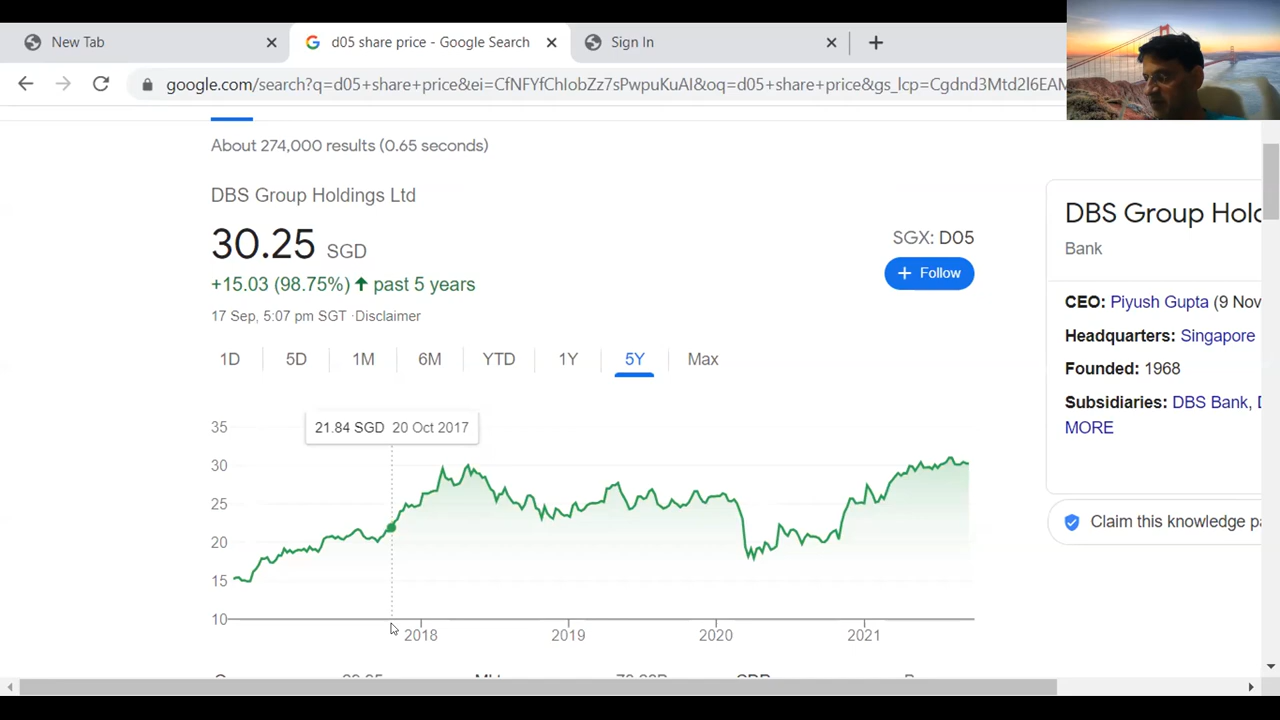 New Tab
d05 share price - Google Search
Sign In
google.com/search?q=d05+share+price&ei=CfNFYfChIobZz7sPwpuKuAI&oq=d05+share+price&gs_lcp=Cgdnd3Mtd2l6EAM
About 274,000 results (0.65 seconds)
DBS Group Holdings Ltd
30.25 SGD
+15.03 (98.75%) ↑ past 5 years
17 Sep, 5:07 pm SGT · Disclaimer
SGX: D05
+ Follow
1D 5D 1M 6M YTD 1Y 5Y Max
21.84 SGD 20 Oct 2017
35
30
25
20
15
10
2018 2019 2020 2021
DBS Group Hol
Bank
CEO: Piyush Gupta (9 Nov
Headquarters: Singapore
Founded: 1968
Subsidiaries: DBS Bank,
MORE
Claim this knowledge